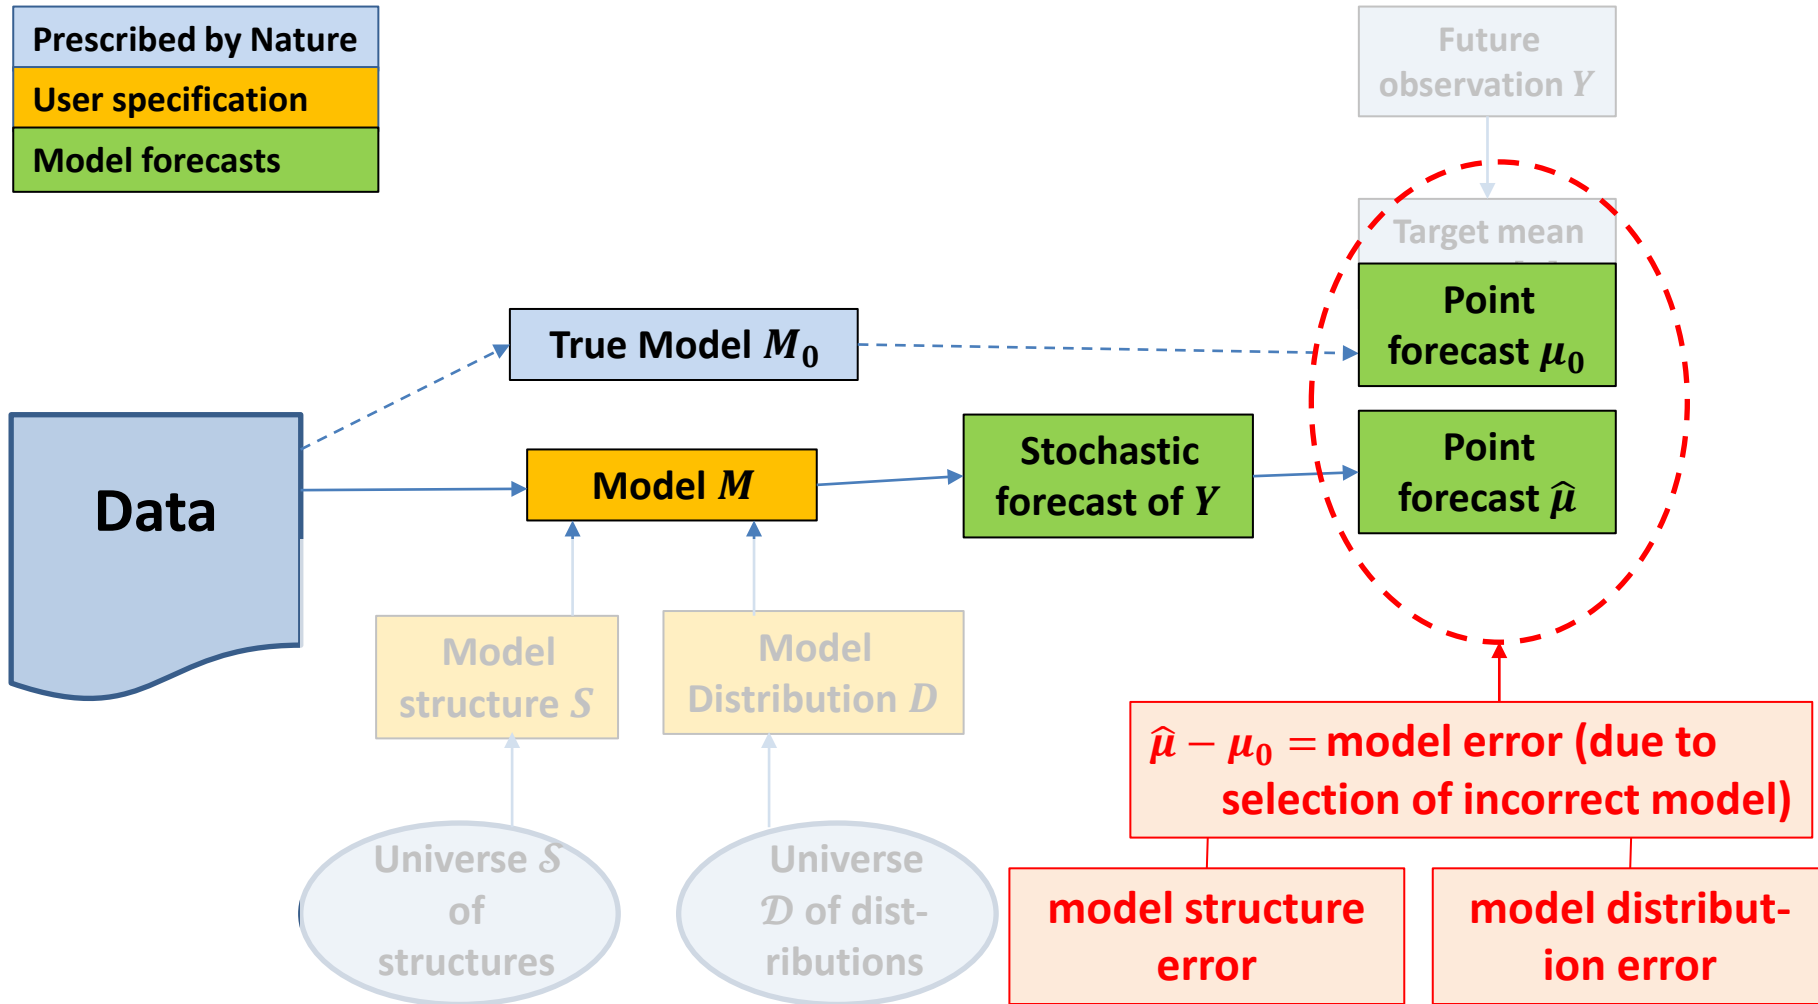 Prescribed by Nature
User specification
Model forecasts
Future
observation Y
Target mean
Point
forecast μ₀
True Model M₀
Data
Model M
Stochastic
forecast of Y
Point
forecast μ̂
Model
structure S
Model
Distribution D
μ̂ − μ₀ = model error (due to
selection of incorrect model)
Universe 𝒮
of
structures
Universe
𝒟 of dist-
ributions
model structure
error
model distribut-
ion error